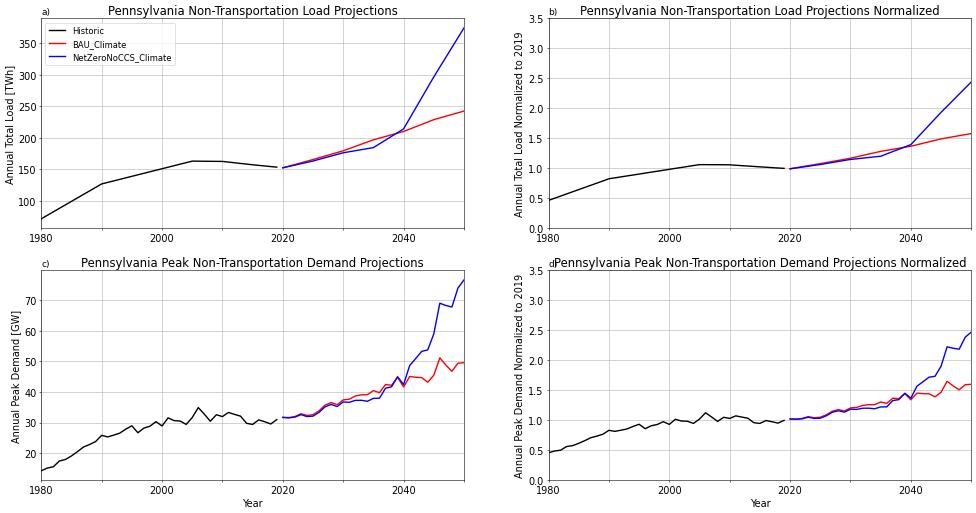 a)
Pennsylvania Non-Transportation Load Projections
Historic
BAU_Climate
NetZeroNoCCS_Climate
Annual Total Load [TWh]
350
300
250
200
150
100
1980 2000 2020 2040
b)
Pennsylvania Non-Transportation Load Projections Normalized
Annual Total Load Normalized to 2019
3.5
3.0
2.5
2.0
1.5
1.0
0.5
0.0
1980 2000 2020 2040
c)
Pennsylvania Peak Non-Transportation Demand Projections
Annual Peak Demand [GW]
70
60
50
40
30
20
1980 2000 2020 2040
Year
d)
Pennsylvania Peak Non-Transportation Demand Projections Normalized
Annual Peak Demand Normalized to 2019
3.5
3.0
2.5
2.0
1.5
1.0
0.5
0.0
1980 2000 2020 2040
Year